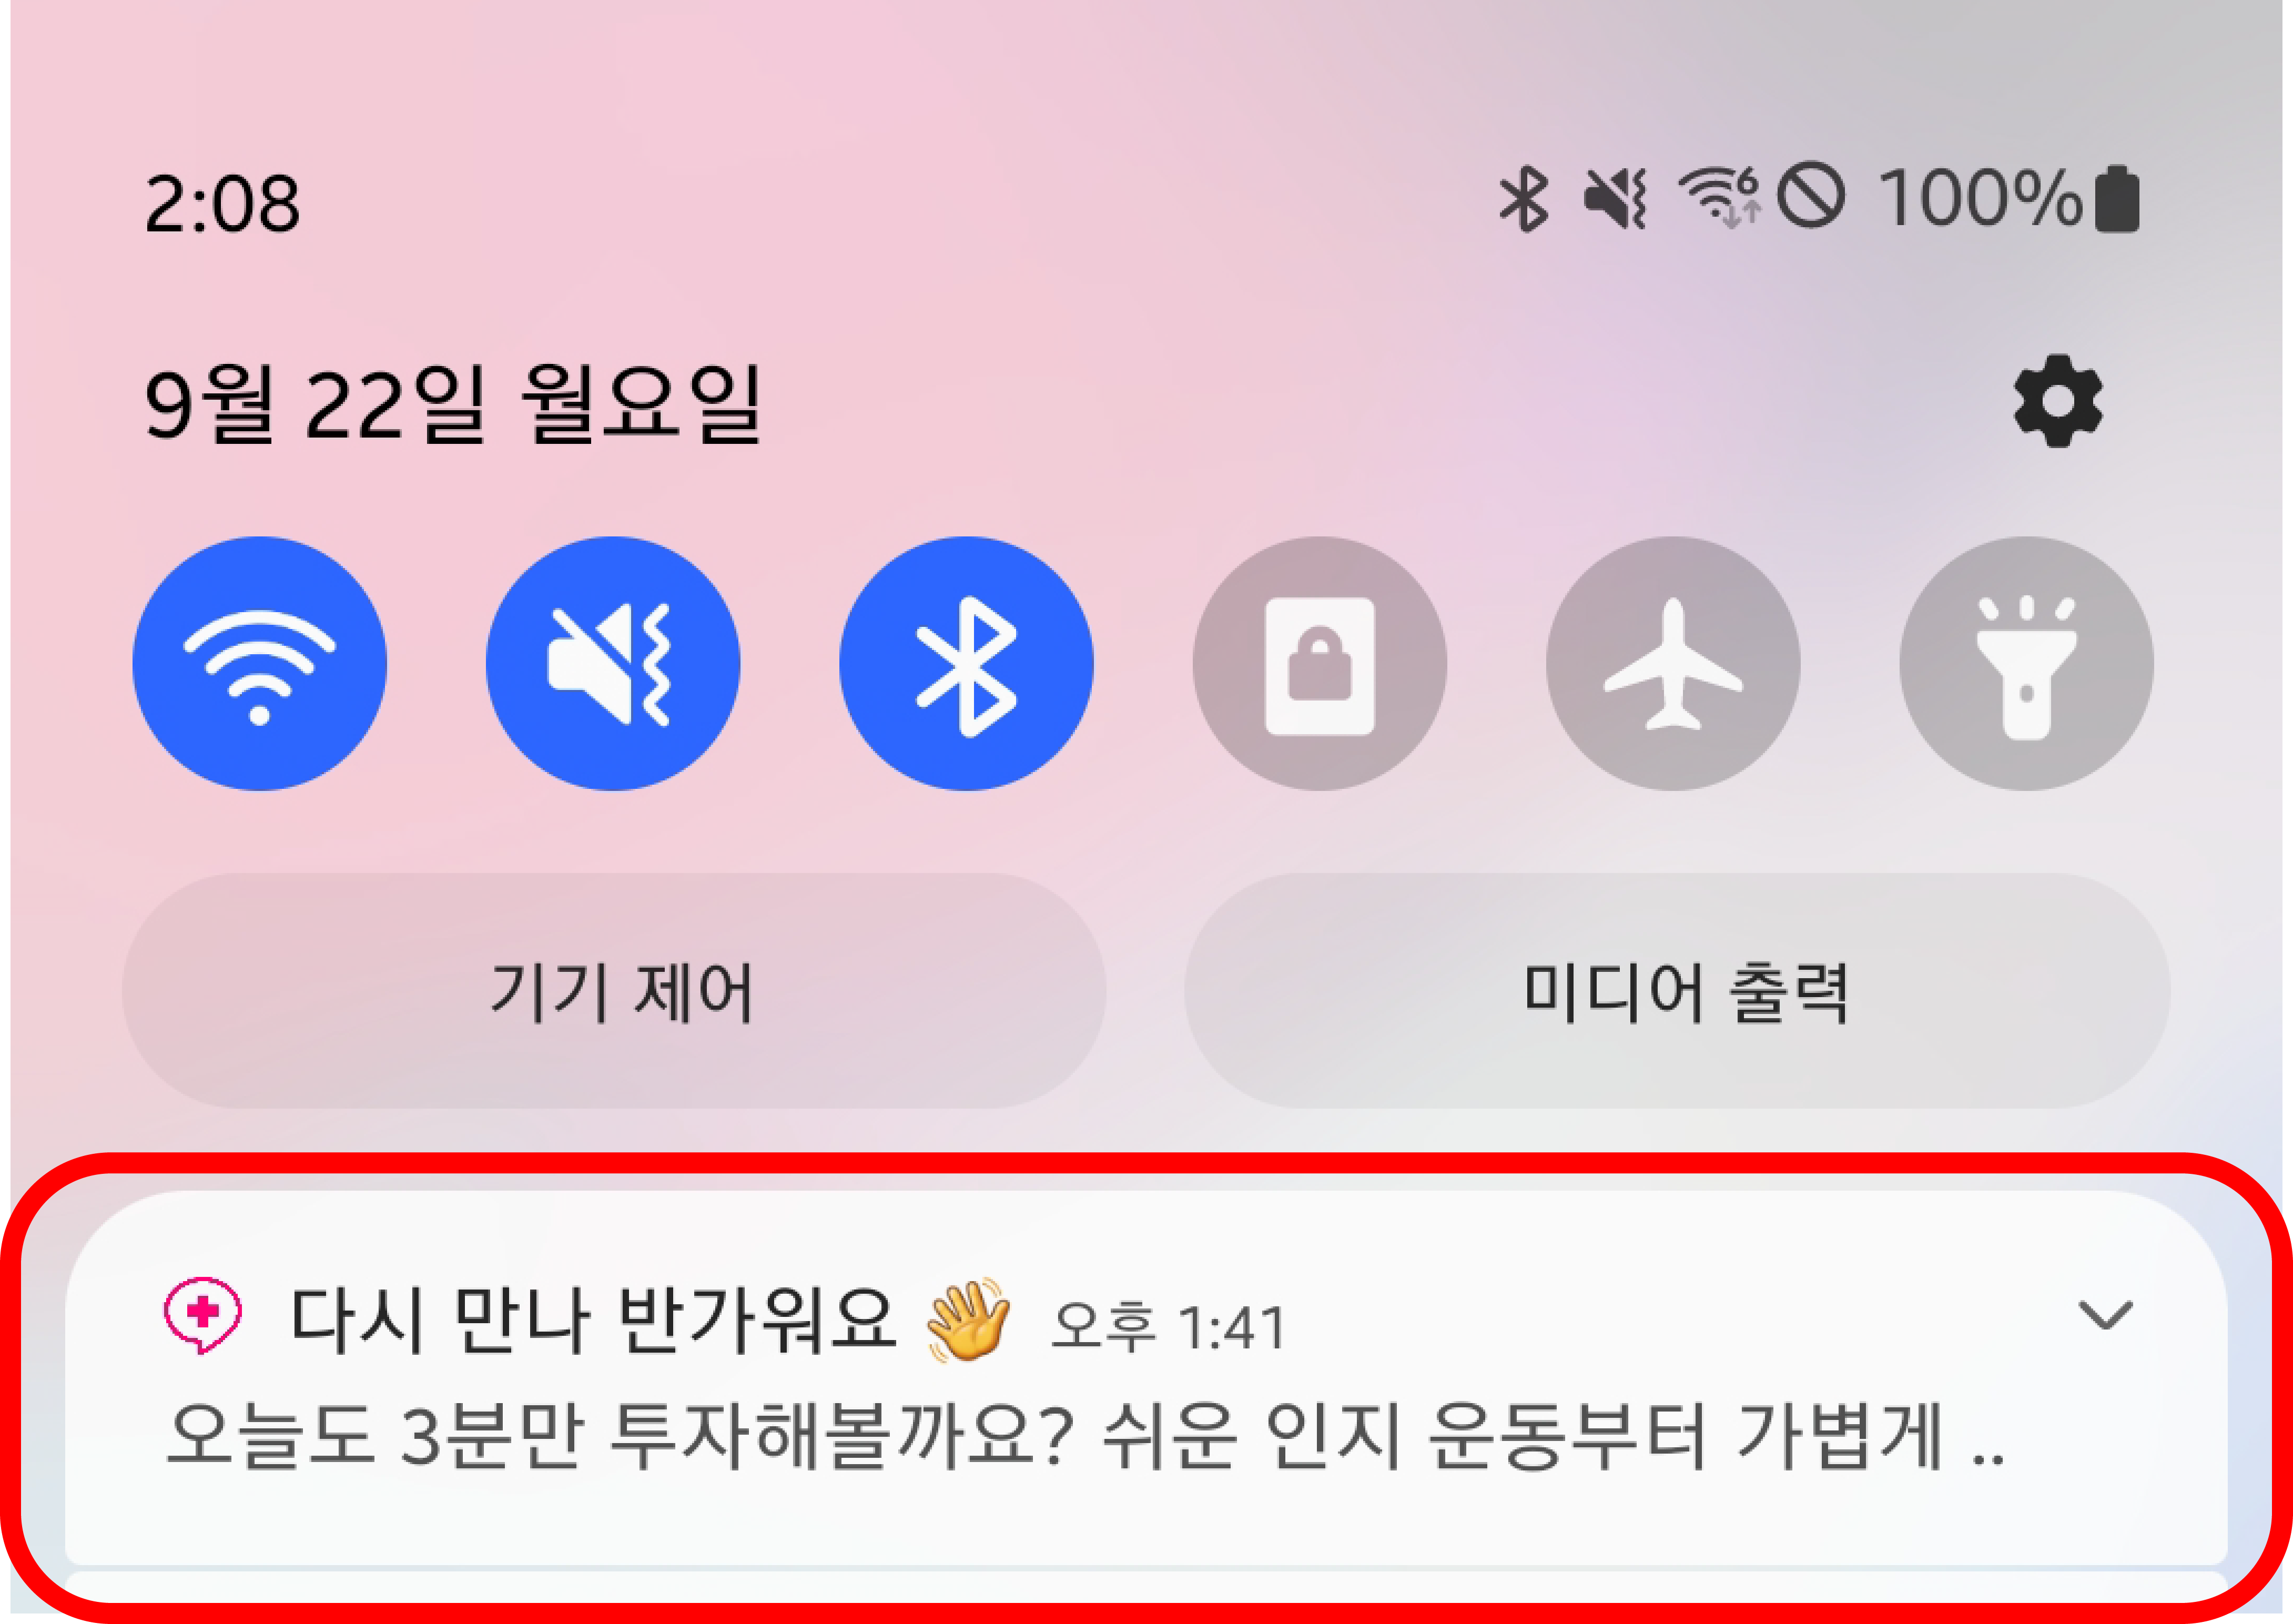 2:08
100%
9월 22일 월요일
기기 제어
미디어 출력
다시 만나 반가워요 👋 오후 1:41
오늘도 3분만 투자해볼까요? 쉬운 인지 운동부터 가볍게 ..